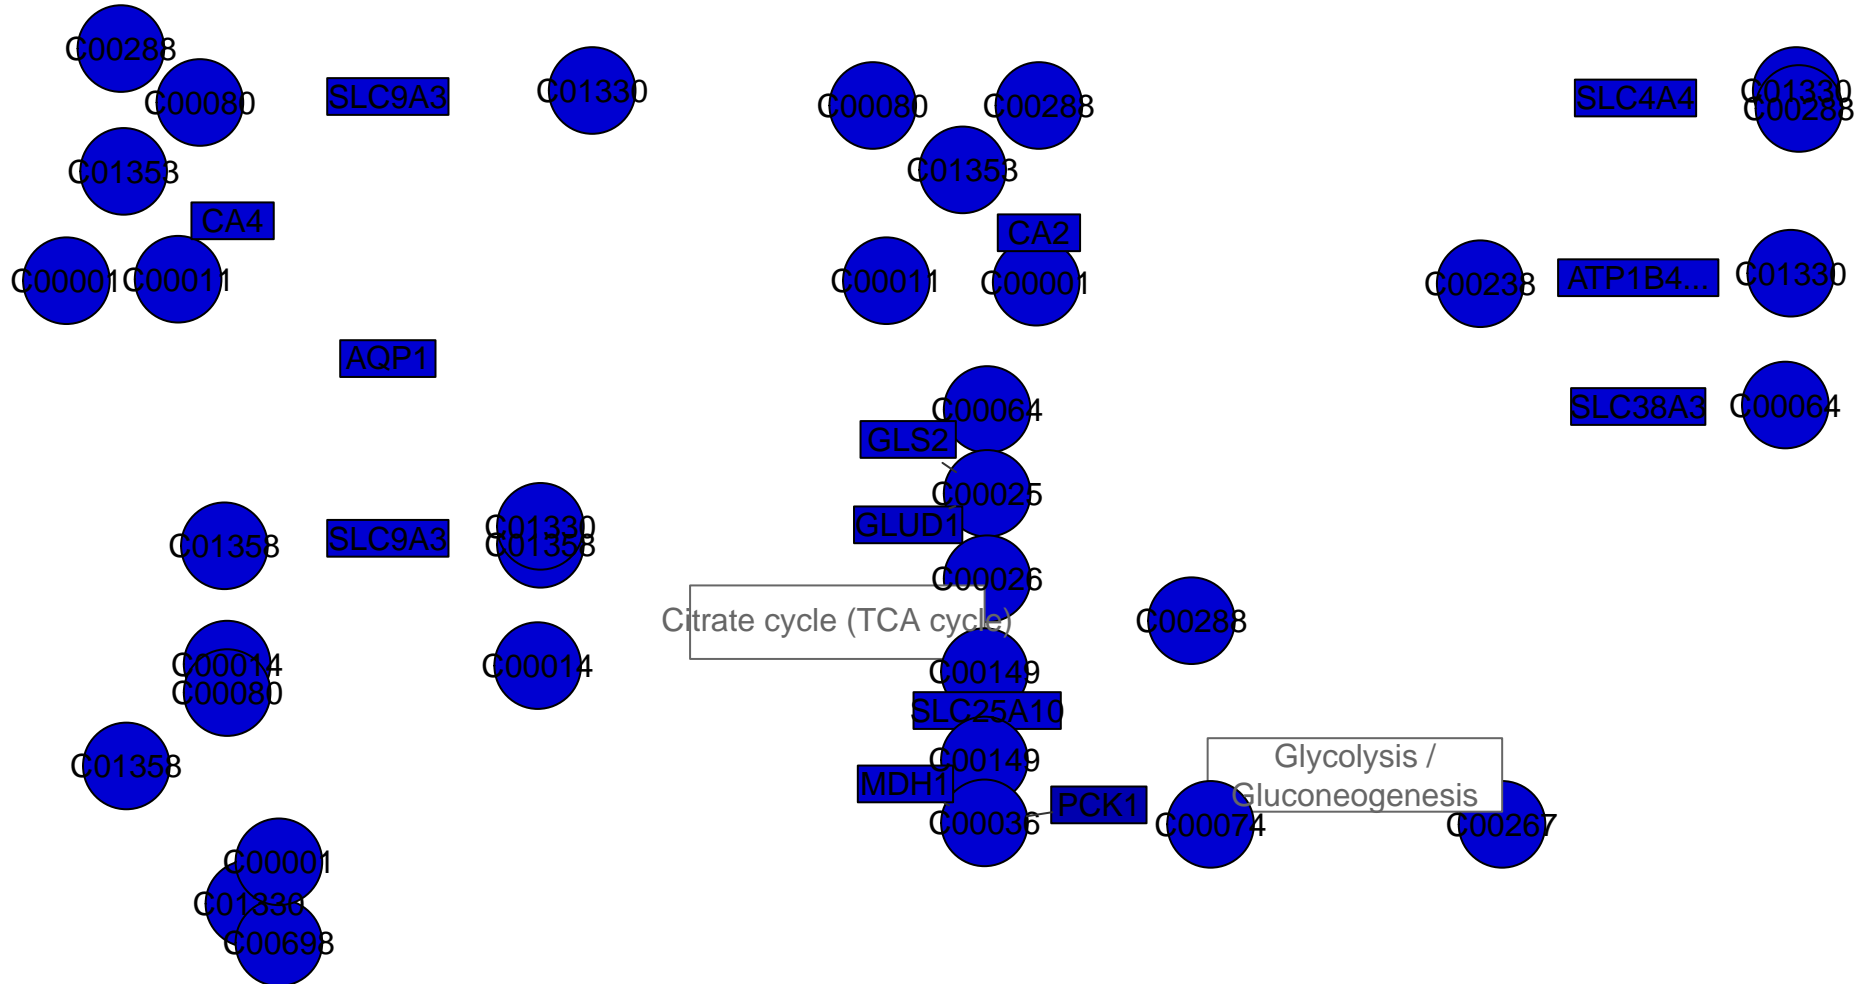 C00288
C00080
SLC9A3
C01330
C00080
C00288
SLC4A4
C01330
C00288
C01353
C01353
CA4
CA2
C00001
C00011
C00011
C00001
C00238
ATP1B4...
C01330
AQP1
C00064
SLC38A3
C00064
GLS2
C00025
GLUD1
C01358
SLC9A3
C01330
C01358
C00026
Citrate cycle (TCA cycle)
C00288
C00014
C00080
C00014
C00149
SLC25A10
C01358
C00149
MDH1
C00036
PCK1
Glycolysis /
Gluconeogenesis
C00074
C00267
C00001
C01330
C00698